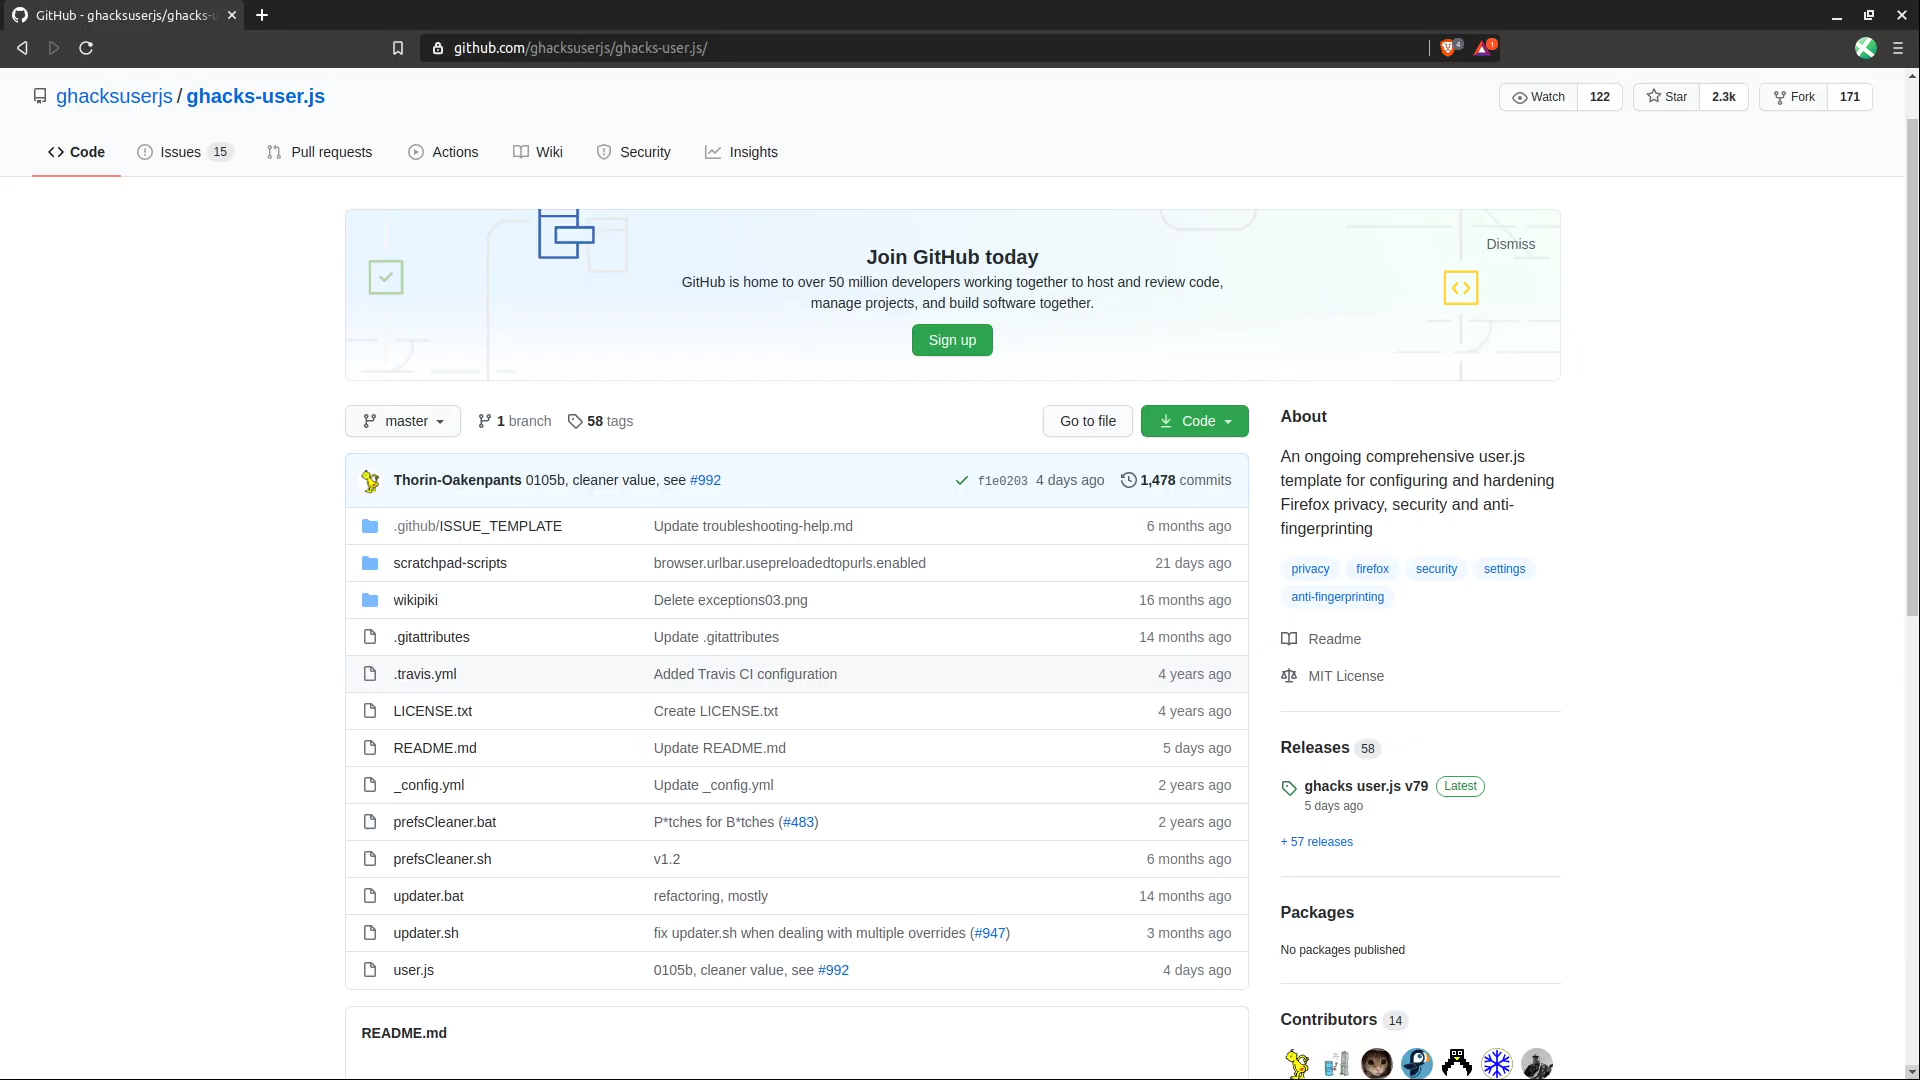 GitHub - ghacksuserjs/ghacks-u
github.com/ghacksuserjs/ghacks-user.js/
4
1
ghacksuserjs / ghacks-user.js
Watch 122
Star 2.3k
Fork 171
Code
Issues 15
Pull requests
Actions
Wiki
Security
Insights
Join GitHub today
Dismiss
GitHub is home to over 50 million developers working together to host and review code,
manage projects, and build software together.
Sign up
master
1 branch
58 tags
Go to file
Code
Thorin-Oakenpants 0105b, cleaner value, see #992 f1e0203 4 days ago 1,478 commits
.github/ISSUE_TEMPLATE Update troubleshooting-help.md 6 months ago
scratchpad-scripts browser.urlbar.usepreloadedtopurls.enabled 21 days ago
wikipiki Delete exceptions03.png 16 months ago
.gitattributes Update .gitattributes 14 months ago
.travis.yml Added Travis CI configuration 4 years ago
LICENSE.txt Create LICENSE.txt 4 years ago
README.md Update README.md 5 days ago
_config.yml Update _config.yml 2 years ago
prefsCleaner.bat P*tches for B*tches (#483) 2 years ago
prefsCleaner.sh v1.2 6 months ago
updater.bat refactoring, mostly 14 months ago
updater.sh fix updater.sh when dealing with multiple overrides (#947) 3 months ago
user.js 0105b, cleaner value, see #992 4 days ago
README.md
About
An ongoing comprehensive user.js
template for configuring and hardening
Firefox privacy, security and anti-
fingerprinting
privacy firefox security settings
anti-fingerprinting
Readme
MIT License
Releases 58
ghacks user.js v79 Latest
5 days ago
+ 57 releases
Packages
No packages published
Contributors 14